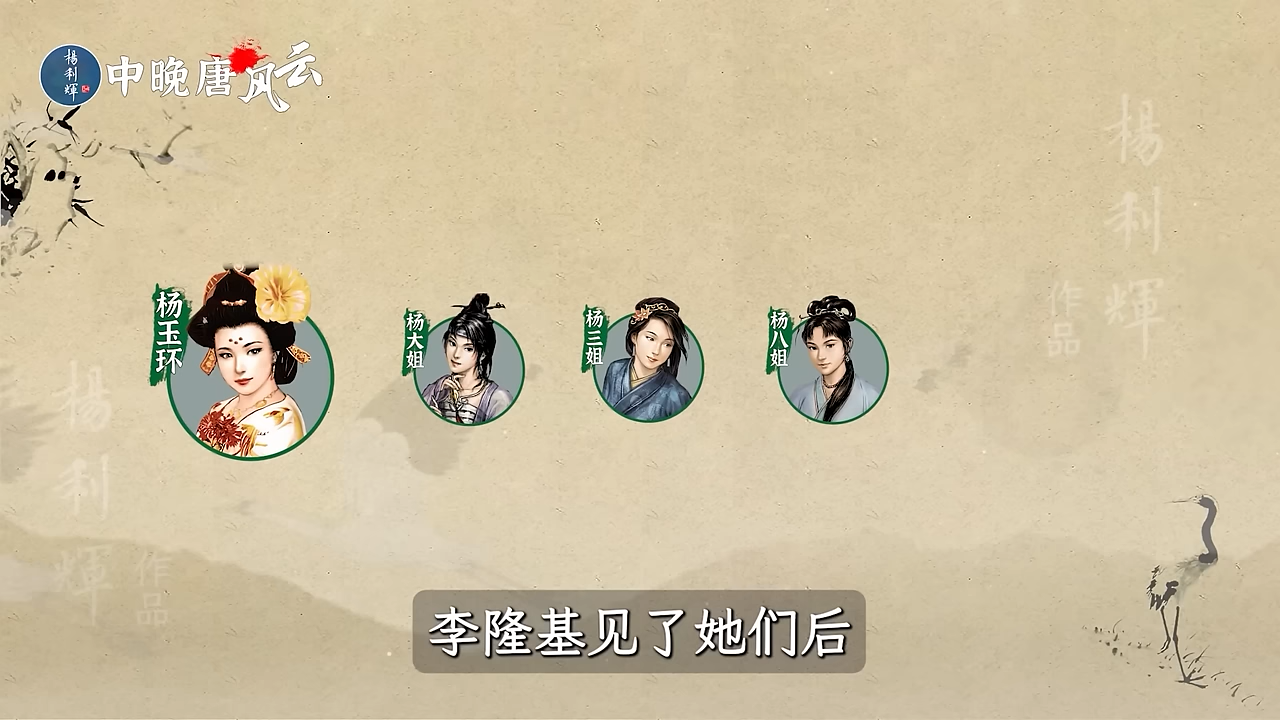 楊利輝
中晚唐风云
楊利輝
作品
杨玉环
杨大姐
杨三姐
杨八姐
楊利輝
作品
李隆基见了她们后